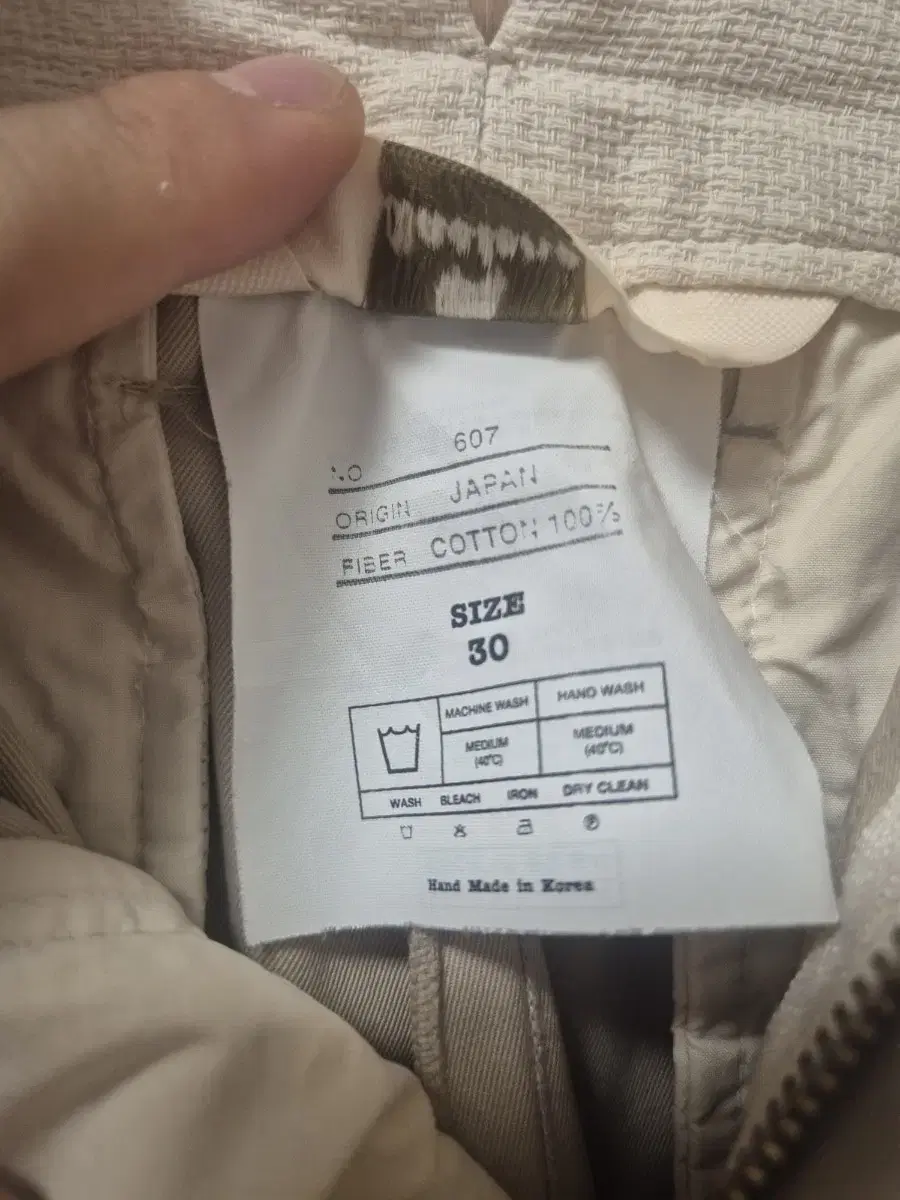 NO 607
ORIGIN JAPAN
FIBER COTTON 100%
SIZE
30
MACHINE WASH HAND WASH
MEDIUM (40°C) MEDIUM (40°C)
WASH BLEACH IRON DRY CLEAN
Hand Made in Korea